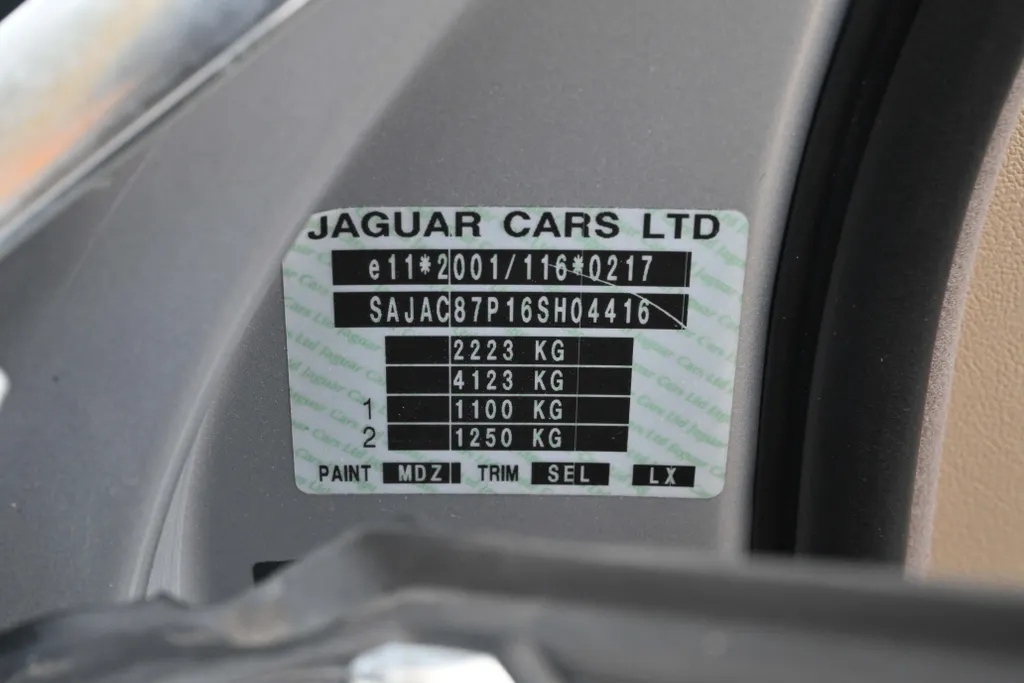 JAGUAR CARS LTD
e11*2001/116*0217
SAJAC87P16SH04416
2223 KG
4123 KG
1 1100 KG
2 1250 KG
PAINT MDZ TRIM SEL LX